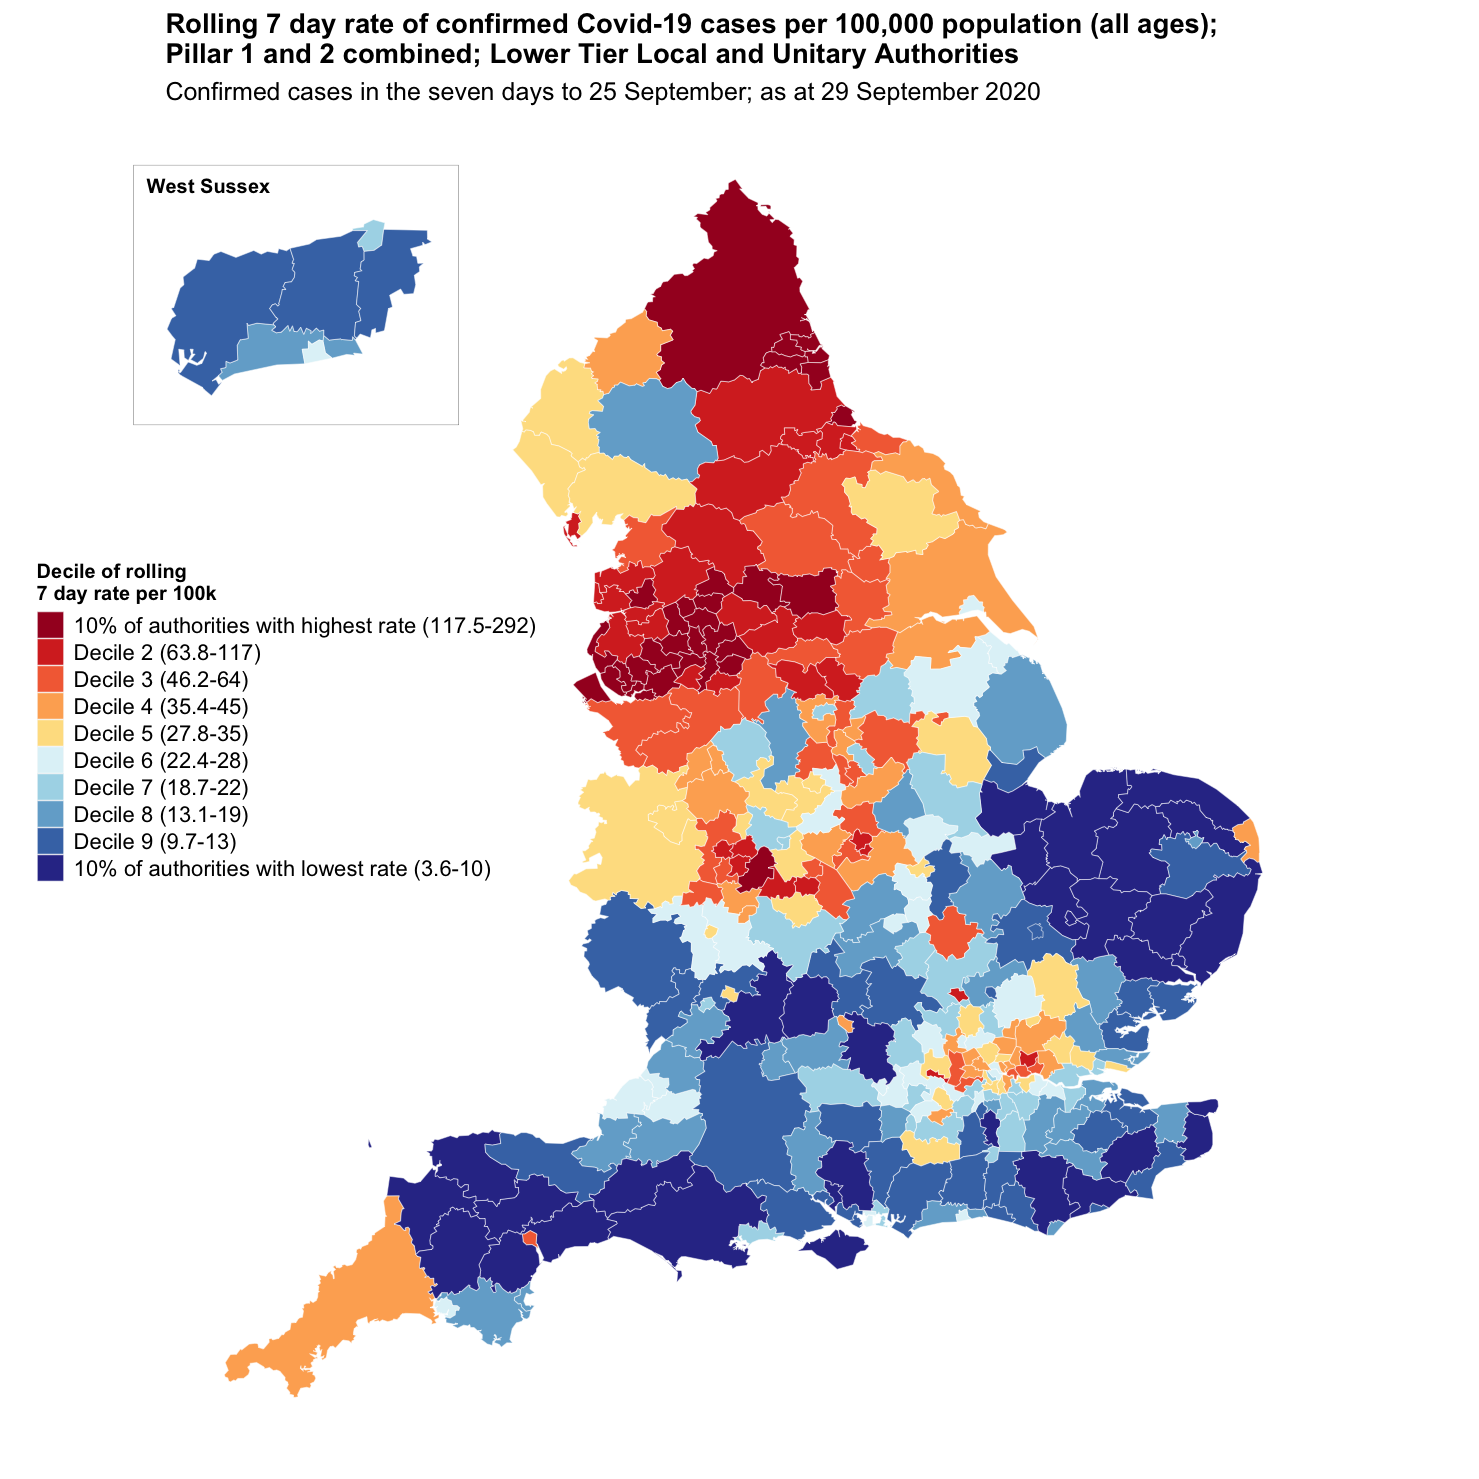 Rolling 7 day rate of confirmed Covid-19 cases per 100,000 population (all ages);
Pillar 1 and 2 combined; Lower Tier Local and Unitary Authorities
Confirmed cases in the seven days to 25 September; as at 29 September 2020
West Sussex
Decile of rolling
7 day rate per 100k
10% of authorities with highest rate (117.5-292)
Decile 2 (63.8-117)
Decile 3 (46.2-64)
Decile 4 (35.4-45)
Decile 5 (27.8-35)
Decile 6 (22.4-28)
Decile 7 (18.7-22)
Decile 8 (13.1-19)
Decile 9 (9.7-13)
10% of authorities with lowest rate (3.6-10)